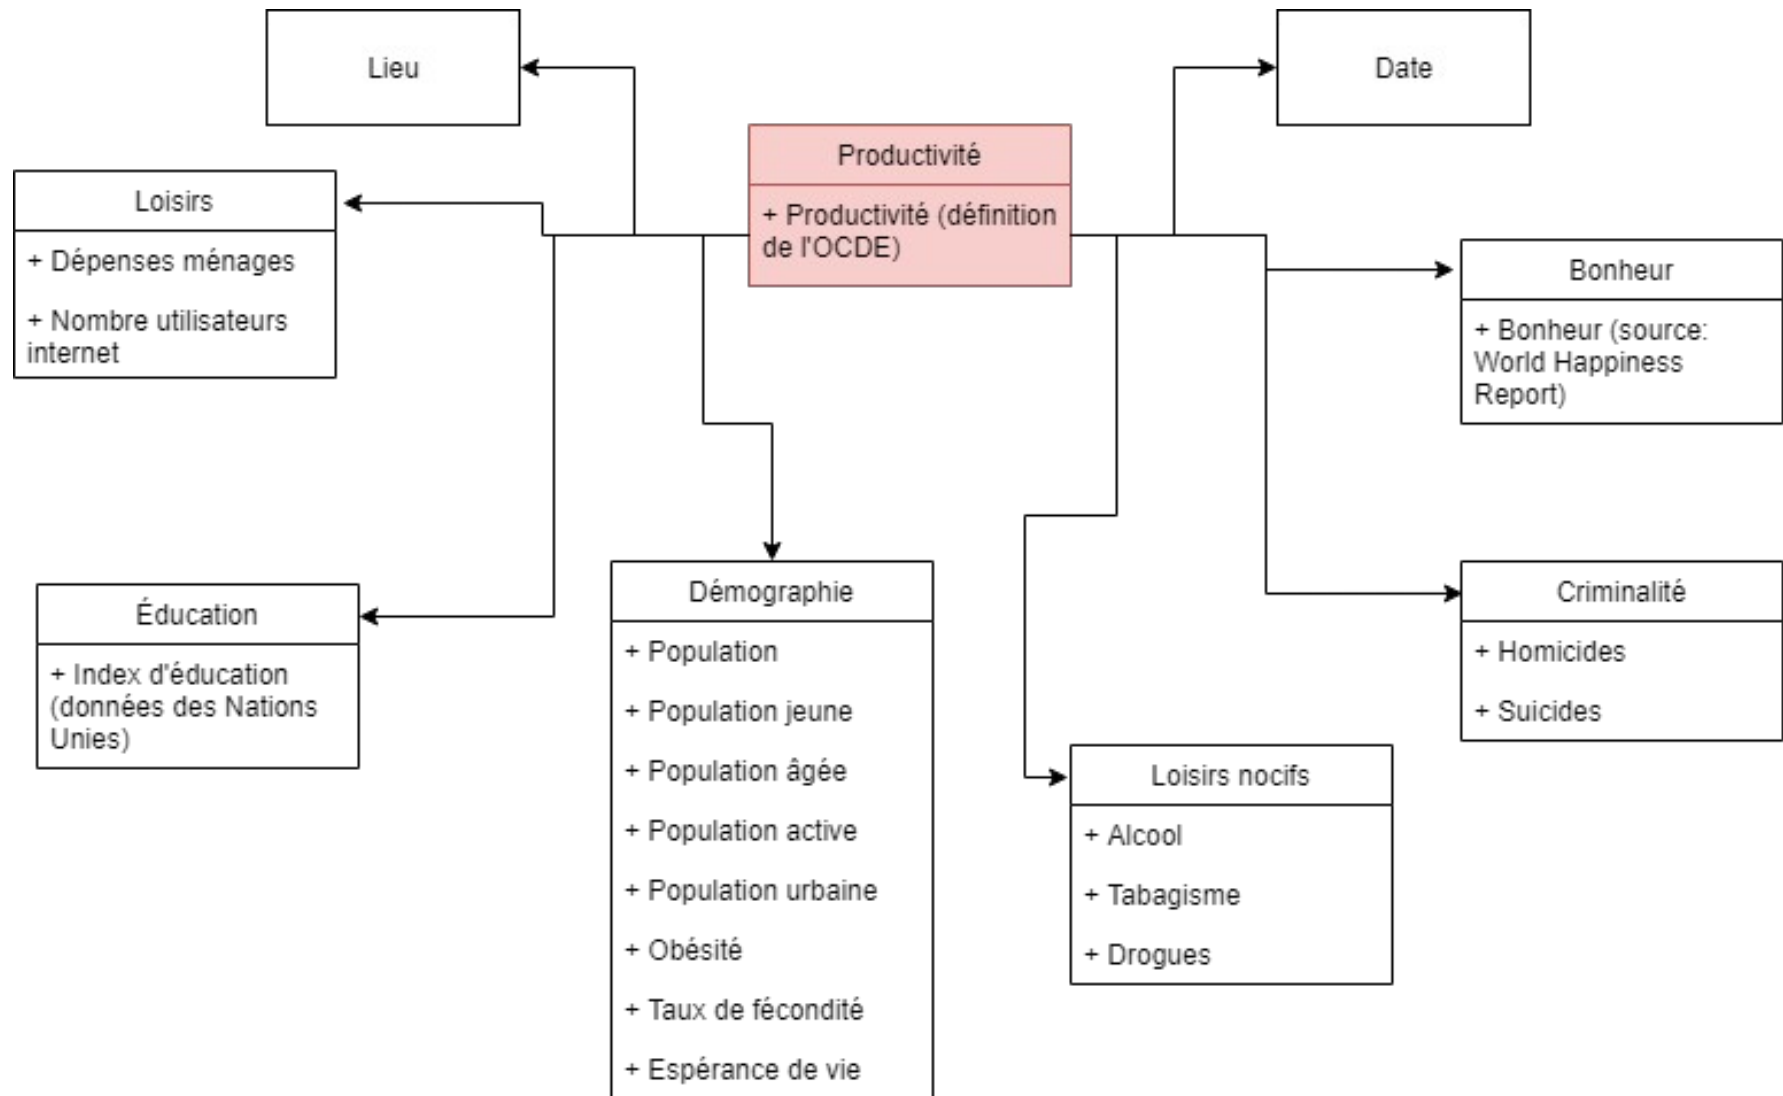 Lieu
Date
Productivité
+ Productivité (définition
de l'OCDE)
Loisirs
+ Dépenses ménages
+ Nombre utilisateurs
internet
Bonheur
+ Bonheur (source:
World Happiness
Report)
Éducation
+ Index d'éducation
(données des Nations
Unies)
Démographie
+ Population
+ Population jeune
+ Population âgée
+ Population active
+ Population urbaine
+ Obésité
+ Taux de fécondité
+ Espérance de vie
Loisirs nocifs
+ Alcool
+ Tabagisme
+ Drogues
Criminalité
+ Homicides
+ Suicides